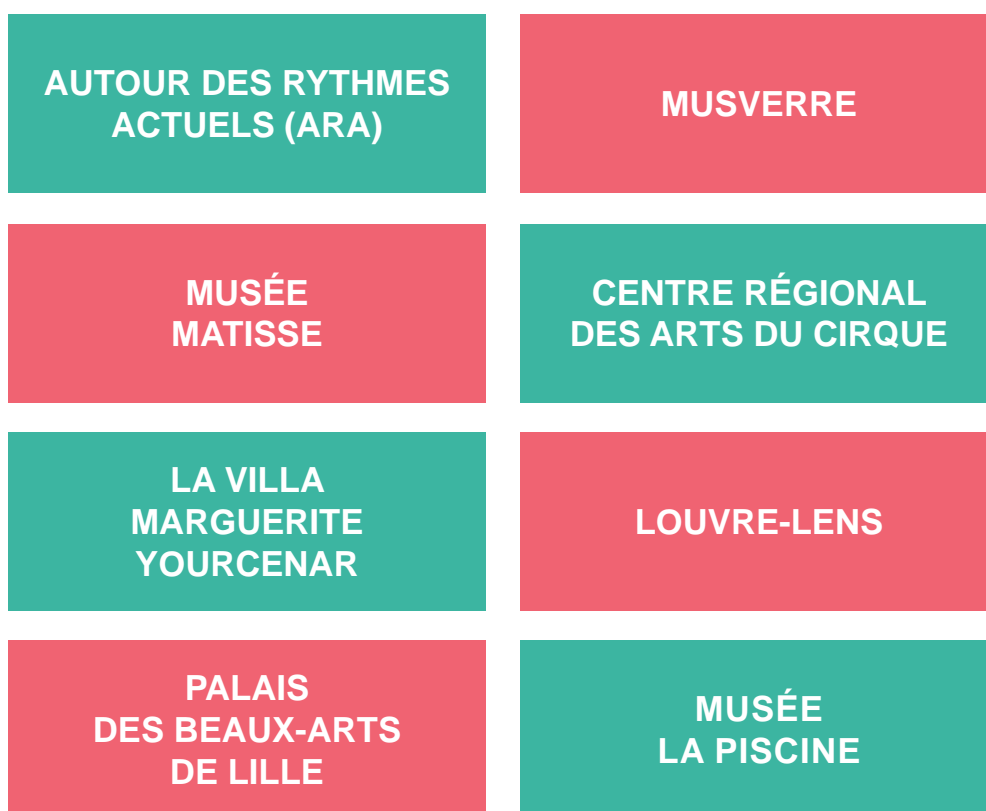 AUTOUR DES RYTHMES
ACTUELS (ARA)
MUSVERRE
MUSÉE
MATISSE
CENTRE RÉGIONAL
DES ARTS DU CIRQUE
LA VILLA
MARGUERITE
YOURCENAR
LOUVRE-LENS
PALAIS
DES BEAUX-ARTS
DE LILLE
MUSÉE
LA PISCINE